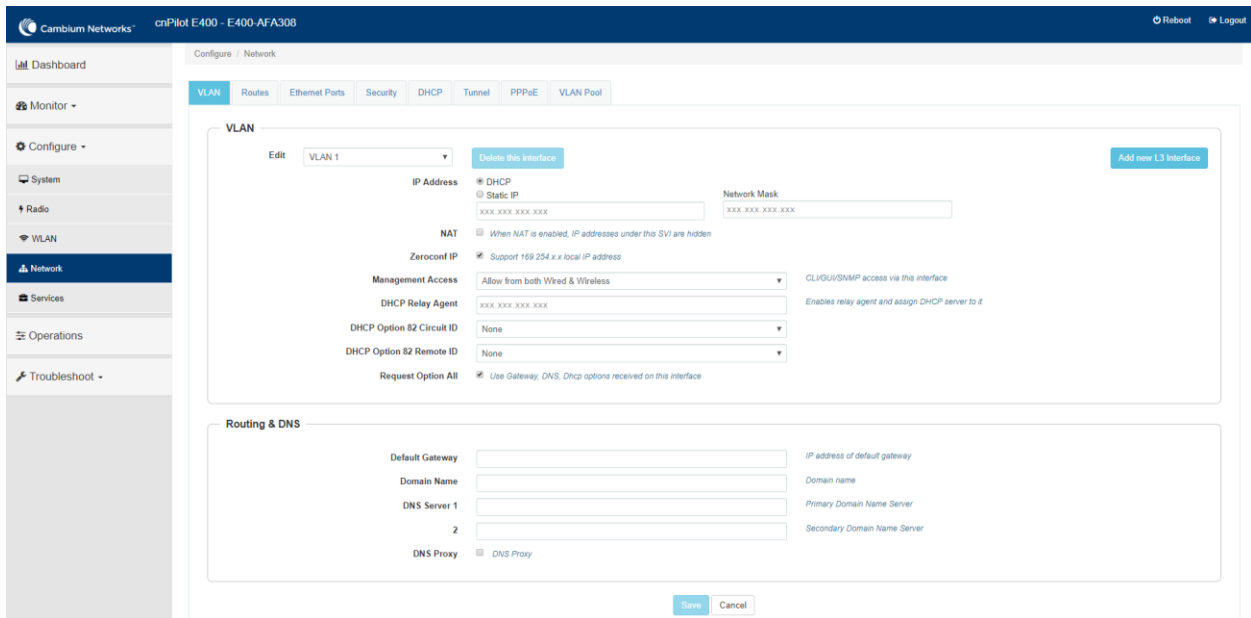 Cambium Networks™
cnPilot E400 - E400-AFA308
Reboot
Logout
Dashboard
Monitor
Configure
System
Radio
WLAN
Network
Services
Operations
Troubleshoot
Configure / Network
VLAN Routes Ethernet Ports Security DHCP Tunnel PPPoE VLAN Pool
VLAN
Edit VLAN 1 Delete this interface Add new L3 Interface
IP Address DHCP
Static IP Network Mask
xxx.xxx.xxx.xxx xxx.xxx.xxx.xxx
NAT When NAT is enabled, IP addresses under this SVI are hidden
Zeroconf IP Support 169.254.x.x local IP address
Management Access Allow from both Wired & Wireless CLI/GUI/SNMP access via this interface
DHCP Relay Agent xxx.xxx.xxx.xxx Enables relay agent and assign DHCP server to it
DHCP Option 82 Circuit ID None
DHCP Option 82 Remote ID None
Request Option All Use Gateway, DNS, Dhcp options received on this interface
Routing & DNS
Default Gateway IP address of default gateway
Domain Name Domain name
DNS Server 1 Primary Domain Name Server
2 Secondary Domain Name Server
DNS Proxy DNS Proxy
Save Cancel